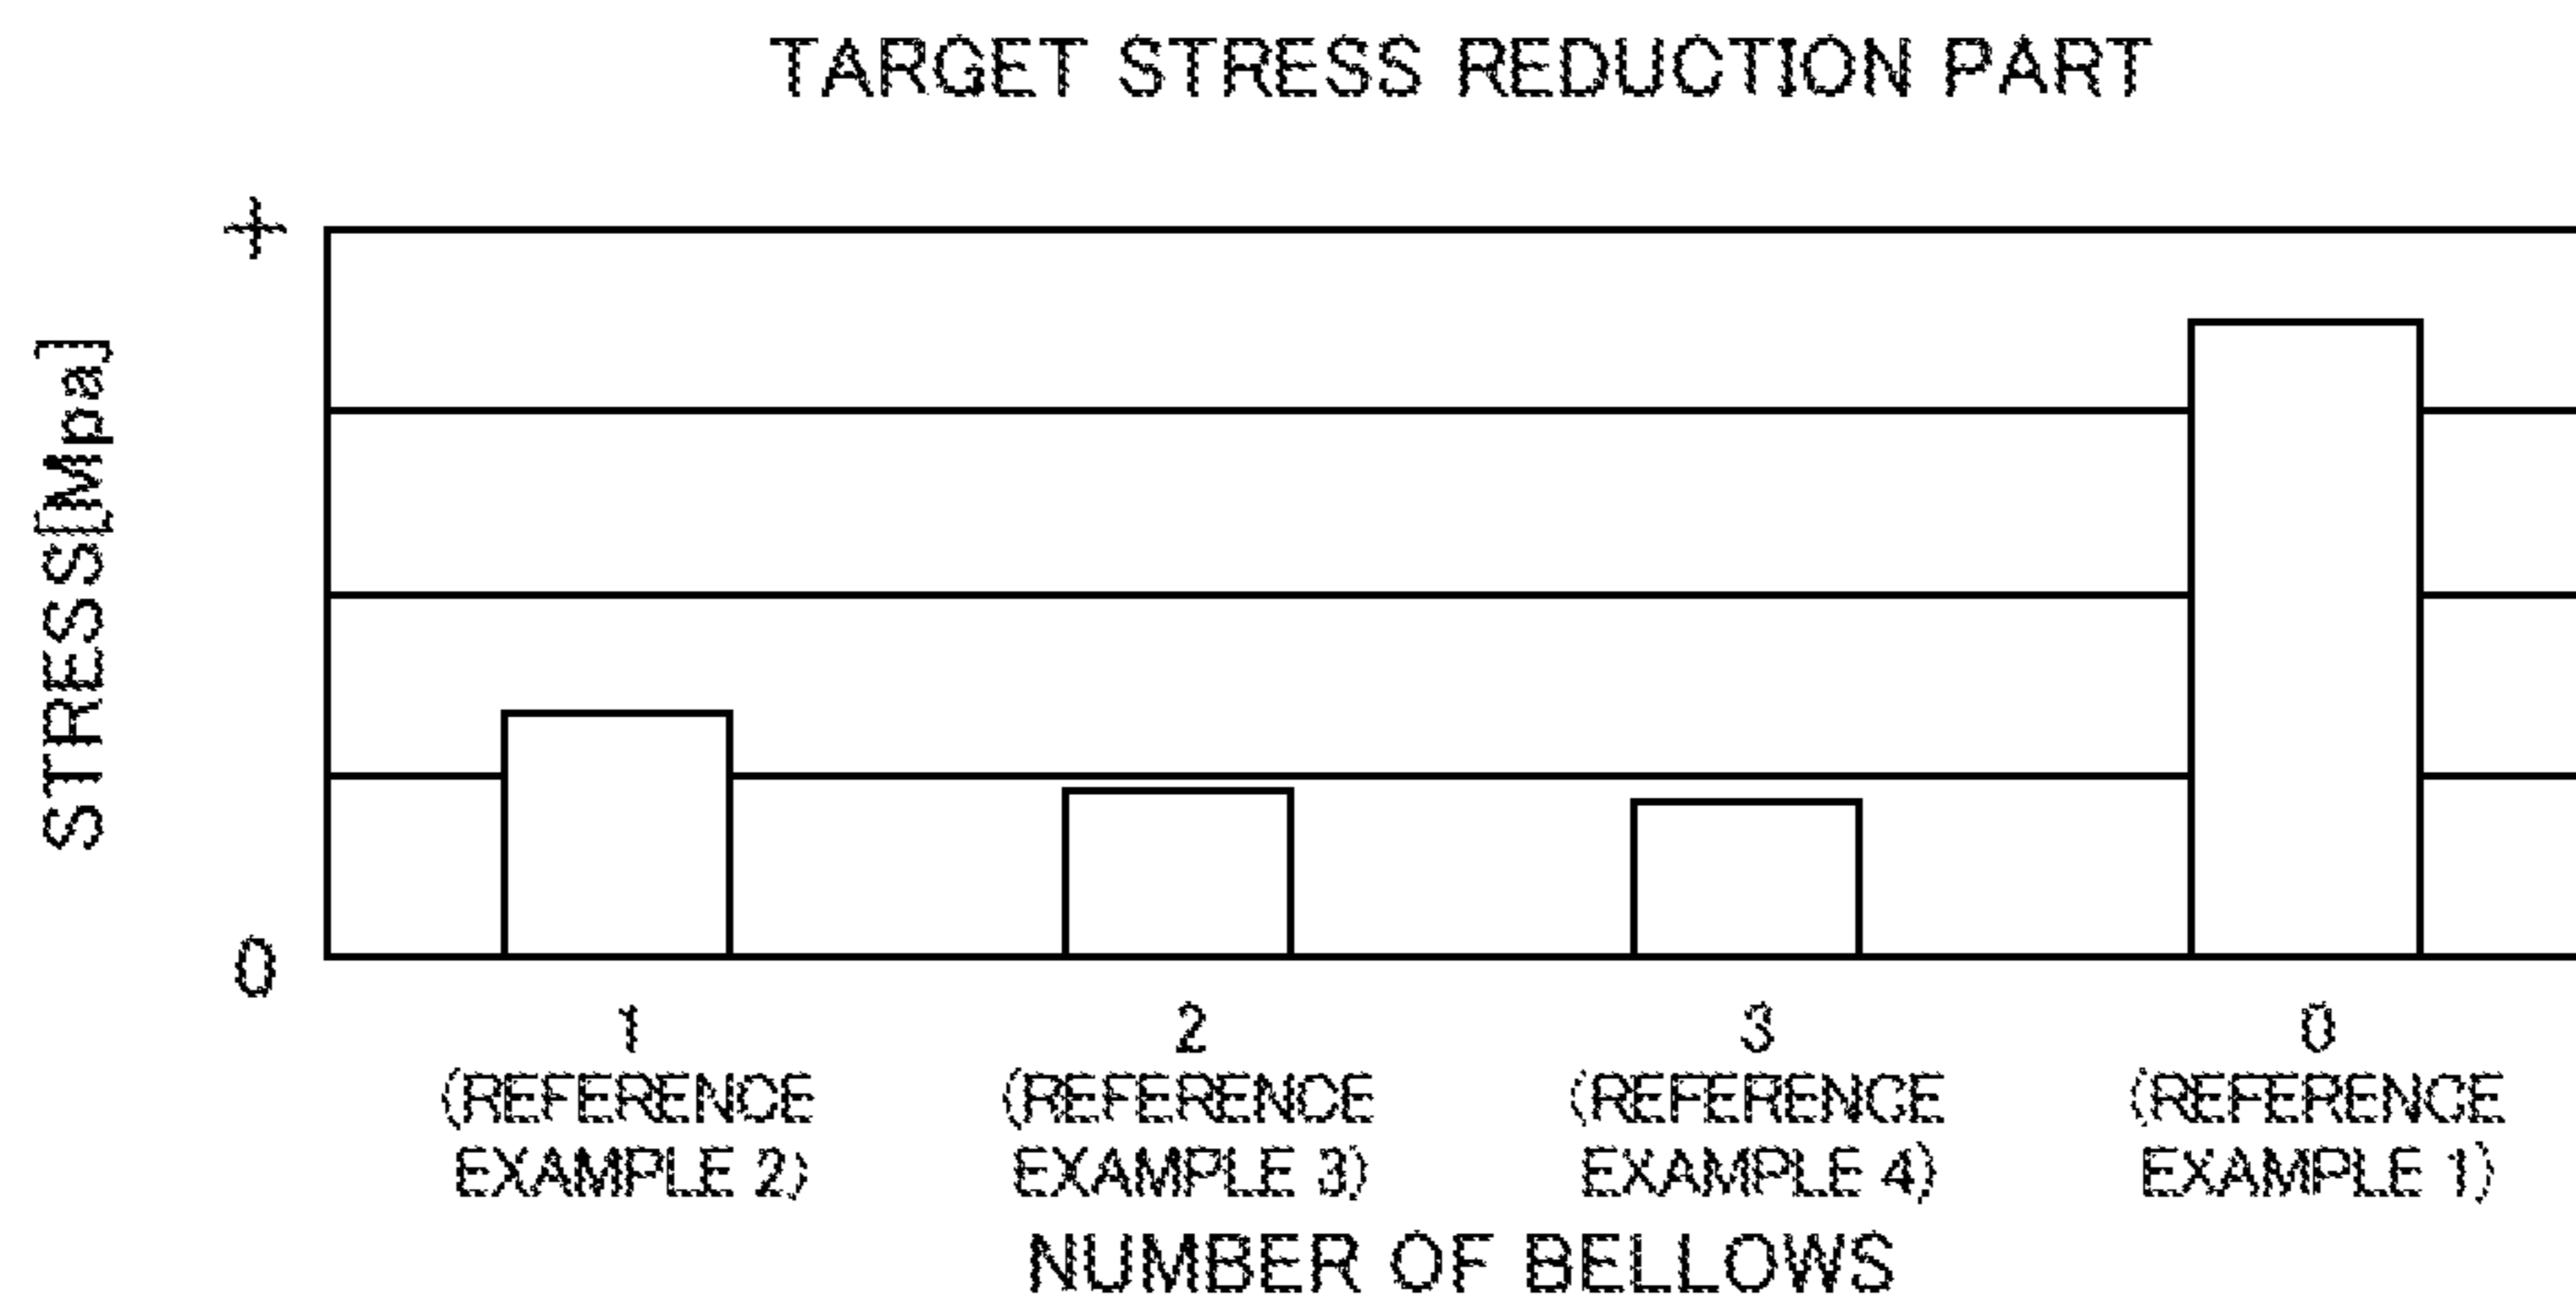 TARGET STRESS REDUCTION PART
+
STRESS[Mpa]
0
1
(REFERENCE
EXAMPLE 2)
2
(REFERENCE
EXAMPLE 3)
3
(REFERENCE
EXAMPLE 4)
0
(REFERENCE
EXAMPLE 1)
NUMBER OF BELLOWS